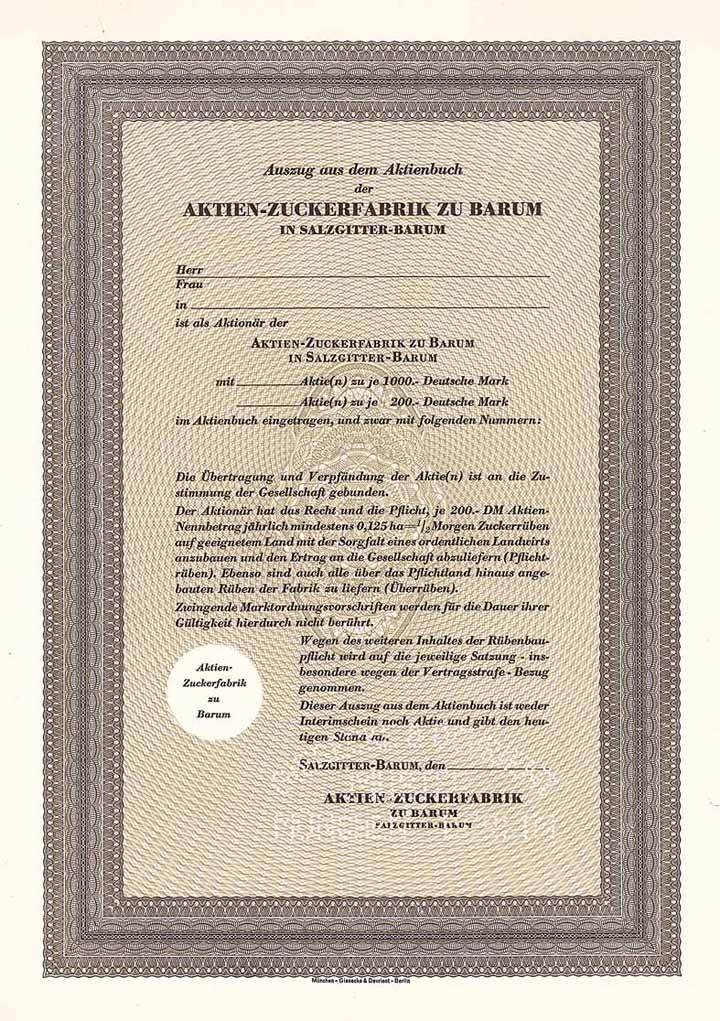 Auszug aus dem Aktienbuch
der
AKTIEN-ZUCKERFABRIK ZU BARUM
IN SALZGITTER-BARUM
Herr
Frau
in
ist als Aktionär der
AKTIEN-ZUCKERFABRIK ZU BARUM
IN SALZGITTER-BARUM
mit Aktie(n) zu je 1000.- Deutsche Mark
Aktie(n) zu je 200.- Deutsche Mark
im Aktienbuch eingetragen, und zwar mit folgenden Nummern:
Die Übertragung und Verpfändung der Aktie(n) ist an die Zu-
stimmung der Gesellschaft gebunden.
Der Aktionär hat das Recht und die Pflicht, je 200.- DM Aktien-
Nennbetrag jährlich mindestens 0,125 ha=1/2 Morgen Zuckerrüben
auf geeignetem Land mit der Sorgfalt eines ordentlichen Landwirts
anzubauen und den Ertrag an die Gesellschaft abzuliefern (Pflicht-
rüben). Ebenso sind auch alle über das Pflichtland hinaus ange-
bauten Rüben der Fabrik zu liefern (Überrüben).
Zwingende Marktordnungsvorschriften werden für die Dauer ihrer
Gültigkeit hierdurch nicht berührt.
Wegen des weiteren Inhaltes der Rübenbau-
pflicht wird auf die jeweilige Satzung - ins-
besondere wegen der Vertragsstrafe - Bezug
genommen.
Dieser Auszug aus dem Aktienbuch ist weder
Interimschein noch Aktie und gibt den heu-
tigen Stand an.
Aktien-
Zuckerfabrik
zu
Barum
SALZGITTER-BARUM, den
AKTIEN-ZUCKERFABRIK
ZU BARUM
SALZGITTER-BARUM
München - Giesecke & Devrient - Berlin